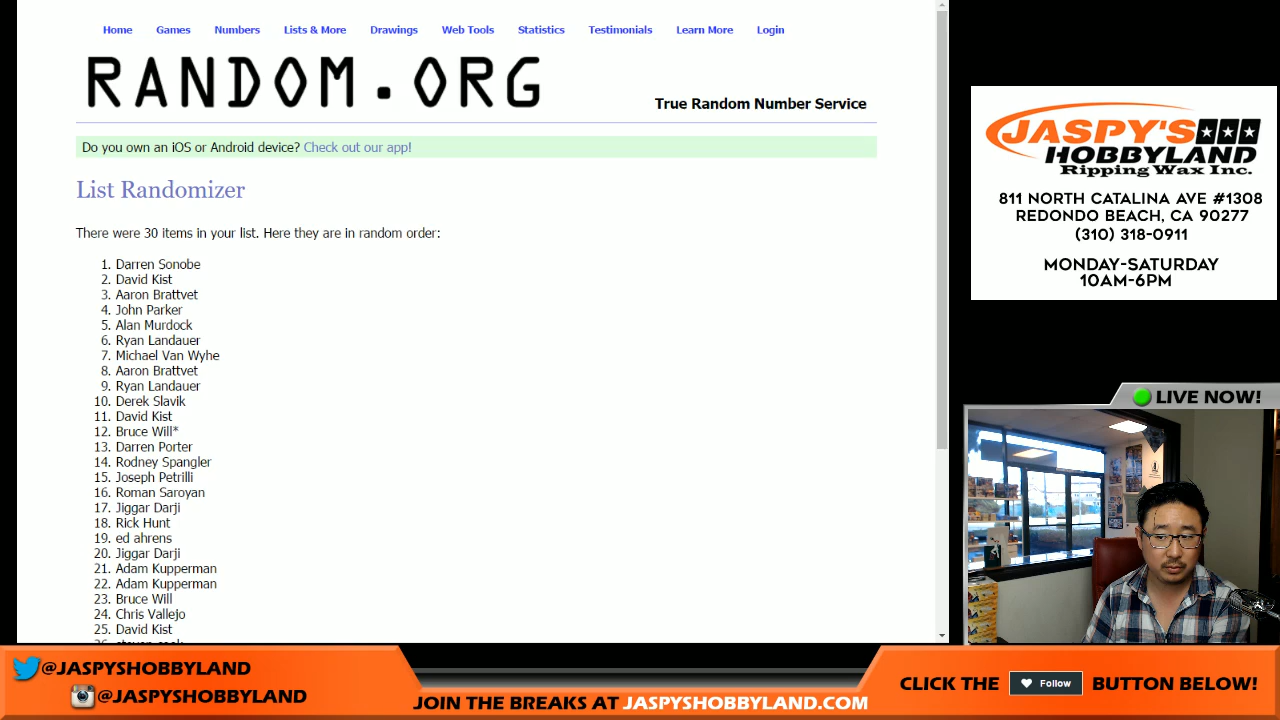 Home Games Numbers Lists & More Drawings Web Tools Statistics Testimonials Learn More Login
RANDOM.ORG
True Random Number Service
Do you own an iOS or Android device? Check out our app!
List Randomizer
There were 30 items in your list. Here they are in random order:
1. Darren Sonobe
2. David Kist
3. Aaron Brattvet
4. John Parker
5. Alan Murdock
6. Ryan Landauer
7. Michael Van Wyhe
8. Aaron Brattvet
9. Ryan Landauer
10. Derek Slavik
11. David Kist
12. Bruce Will*
13. Darren Porter
14. Rodney Spangler
15. Joseph Petrilli
16. Roman Saroyan
17. Jiggar Darji
18. Rick Hunt
19. ed ahrens
20. Jiggar Darji
21. Adam Kupperman
22. Adam Kupperman
23. Bruce Will
24. Chris Vallejo
25. David Kist
JASPY'S
HOBBYLAND
Ripping Wax Inc.
811 NORTH CATALINA AVE #1308
REDONDO BEACH, CA 90277
(310) 318-0911
MONDAY-SATURDAY
10AM-6PM
LIVE NOW!
@JASPYSHOBBYLAND
@JASPYSHOBBYLAND
JOIN THE BREAKS AT JASPYSHOBBYLAND.COM
CLICK THE Follow BUTTON BELOW!